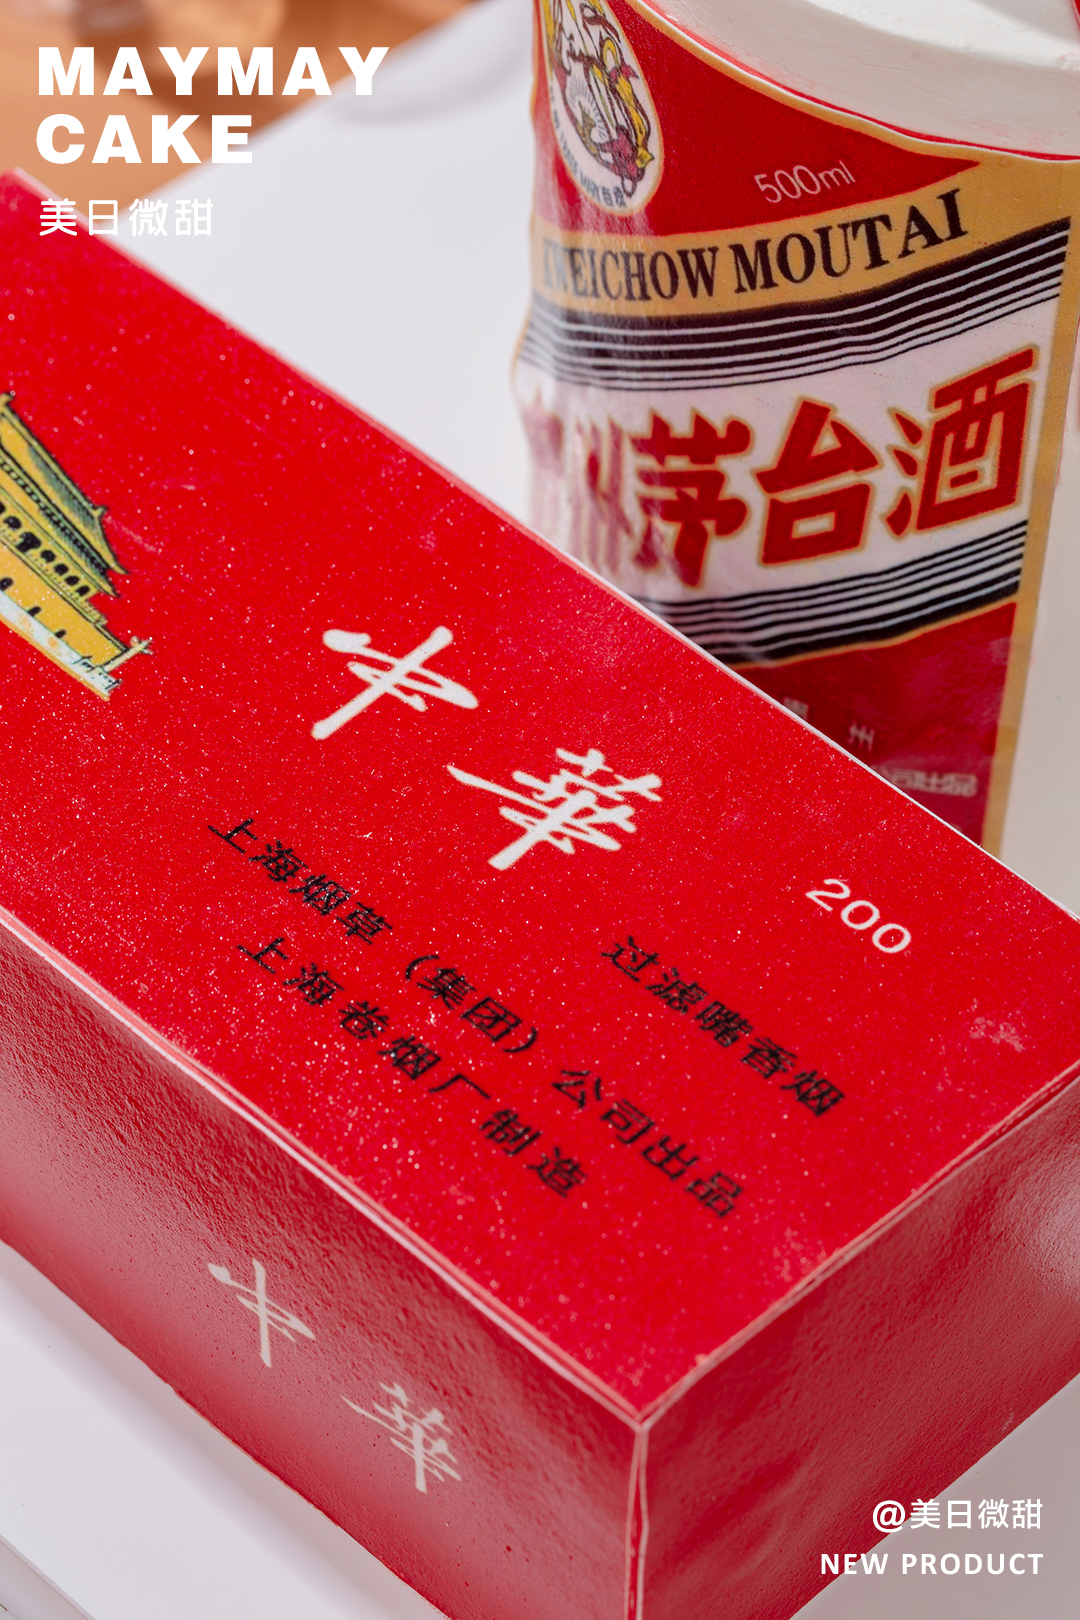 MAYMAY
CAKE
美日微甜
500ml
KWEICHOW MOUTAI
州茅台酒
中華
200
过滤嘴香烟
上海烟草（集团）公司出品
上海卷烟厂制造
中華
@美日微甜
NEW PRODUCT